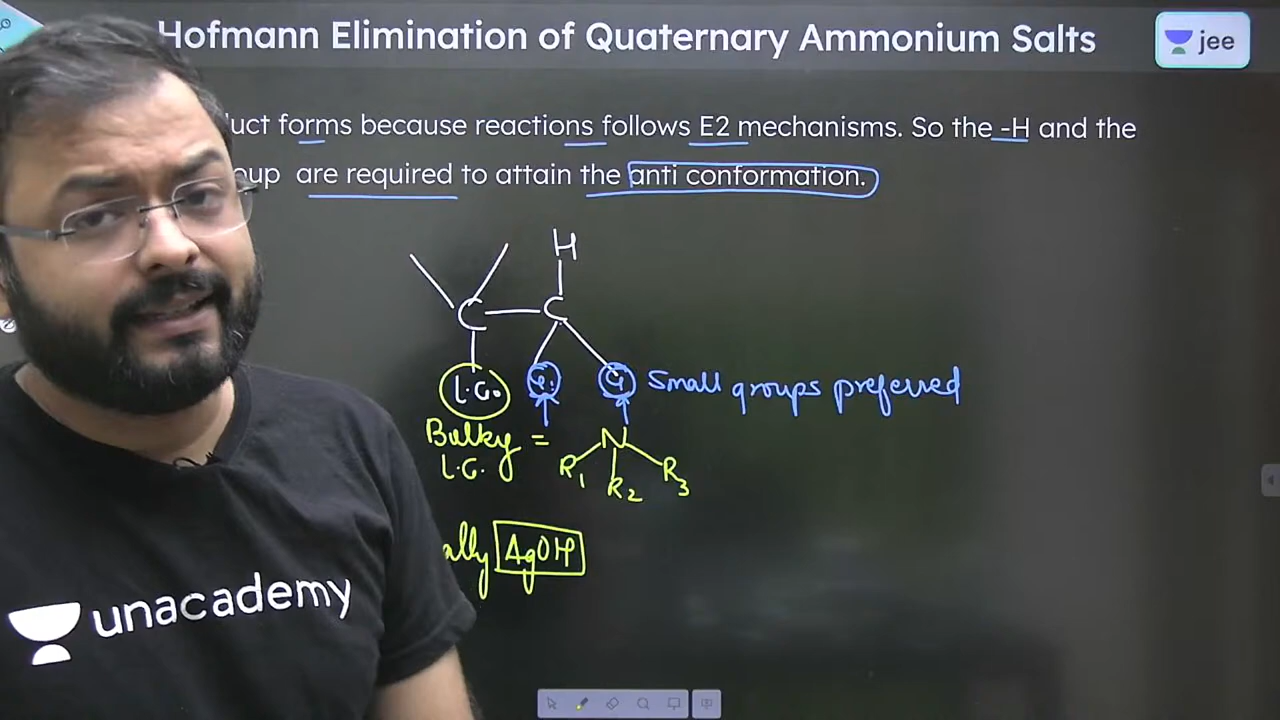 Hofmann Elimination of Quaternary Ammonium Salts
jee
duct forms because reactions follows E2 mechanisms. So the -H and the
oup are required to attain the anti conformation.
H
C C
L.G. G. G Small groups preferred
Bulky = N
L.G. R1 R2 R3
ally AgOH
unacademy